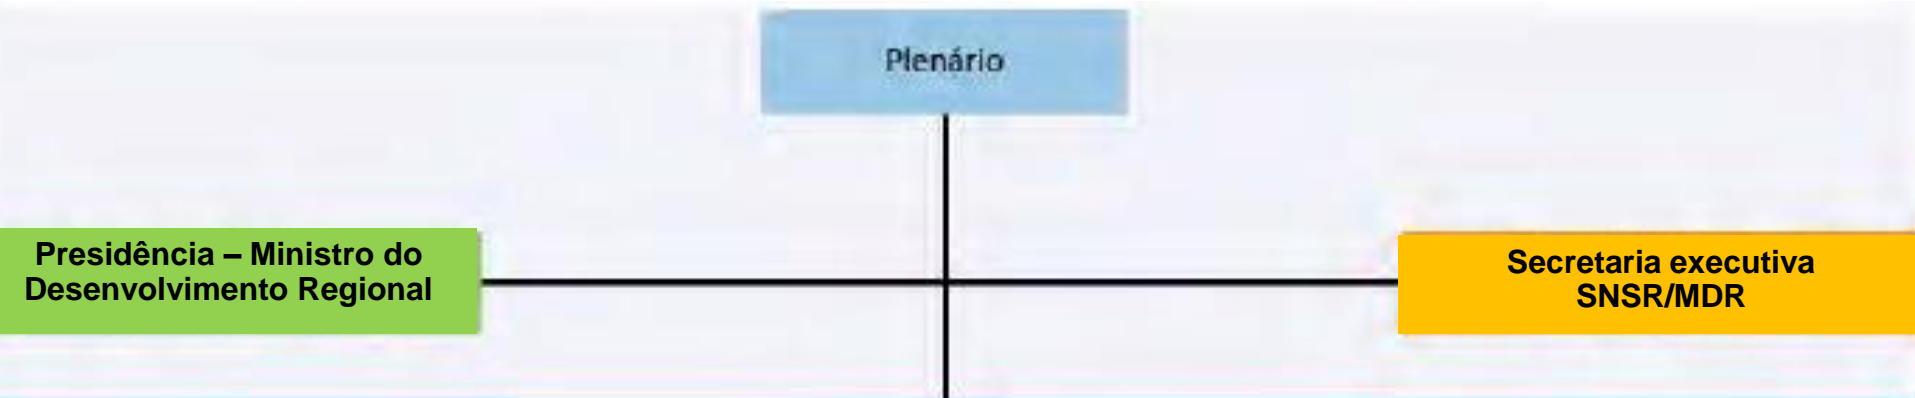 Plenário
Presidência – Ministro do
Desenvolvimento Regional
Secretaria executiva
SNSR/MDR